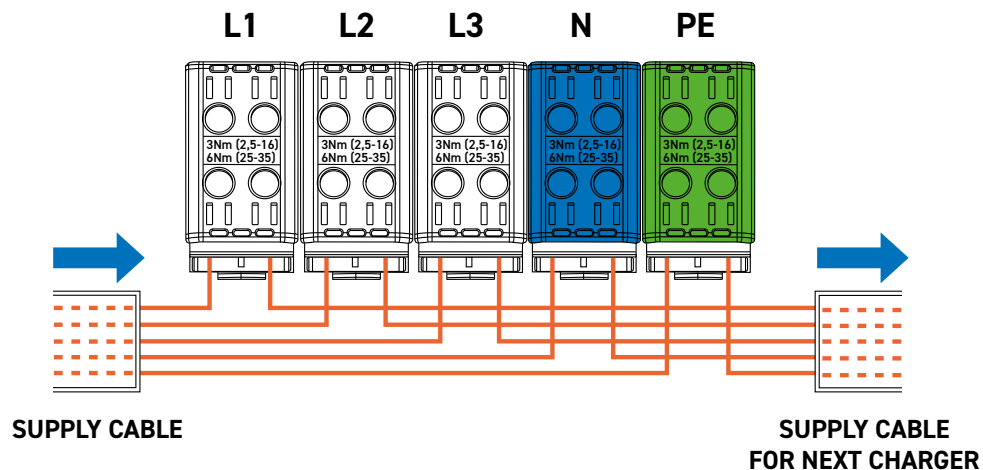 L1 L2 L3 N PE
3Nm (2,5-16) 3Nm (2,5-16) 3Nm (2,5-16) 3Nm (2,5-16) 3Nm (2,5-16)
6Nm (25-35) 6Nm (25-35) 6Nm (25-35) 6Nm (25-35) 6Nm (25-35)
SUPPLY CABLE
SUPPLY CABLE
FOR NEXT CHARGER